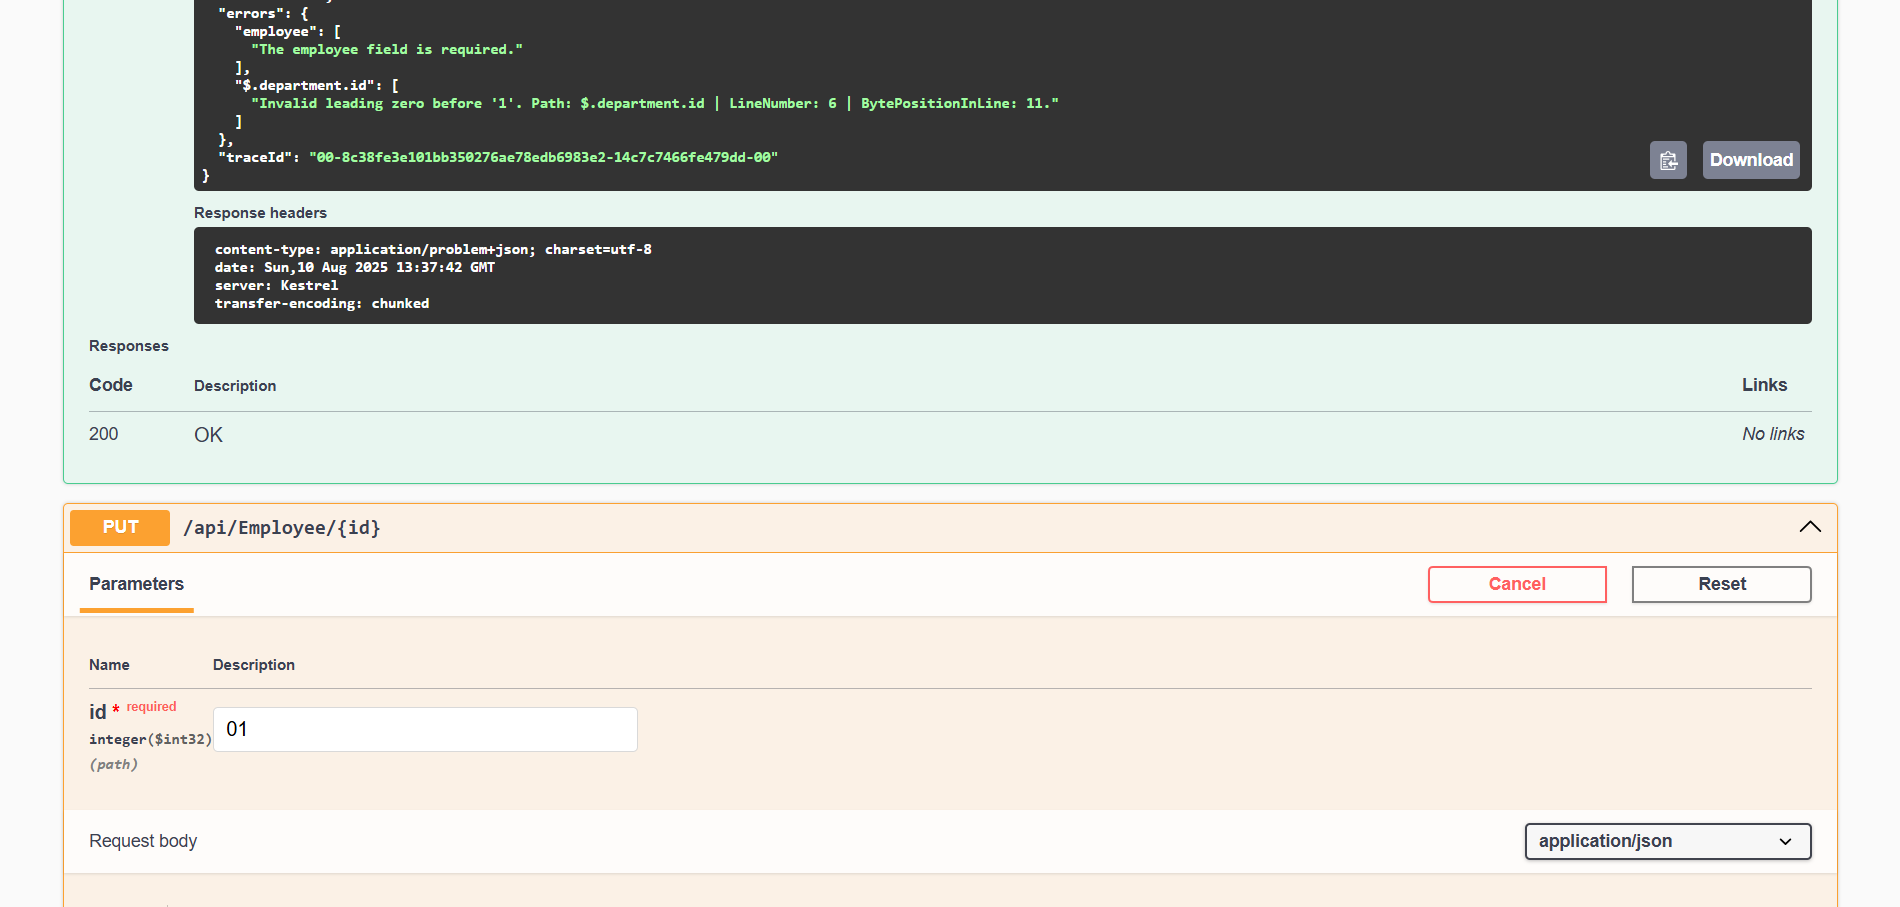 "errors": {
"employee": [
"The employee field is required."
],
"$.department.id": [
"Invalid leading zero before '1'. Path: $.department.id | LineNumber: 6 | BytePositionInLine: 11."
]
},
"traceId": "00-8c38fe3e101bb350276ae78edb6983e2-14c7c7466fe479dd-00"
}
Download
Response headers
content-type: application/problem+json; charset=utf-8
date: Sun,10 Aug 2025 13:37:42 GMT
server: Kestrel
transfer-encoding: chunked
Responses
Code Description Links
200 OK No links
PUT /api/Employee/{id}
Parameters Cancel Reset
Name Description
id * required
integer($int32)
(path)
01
Request body application/json